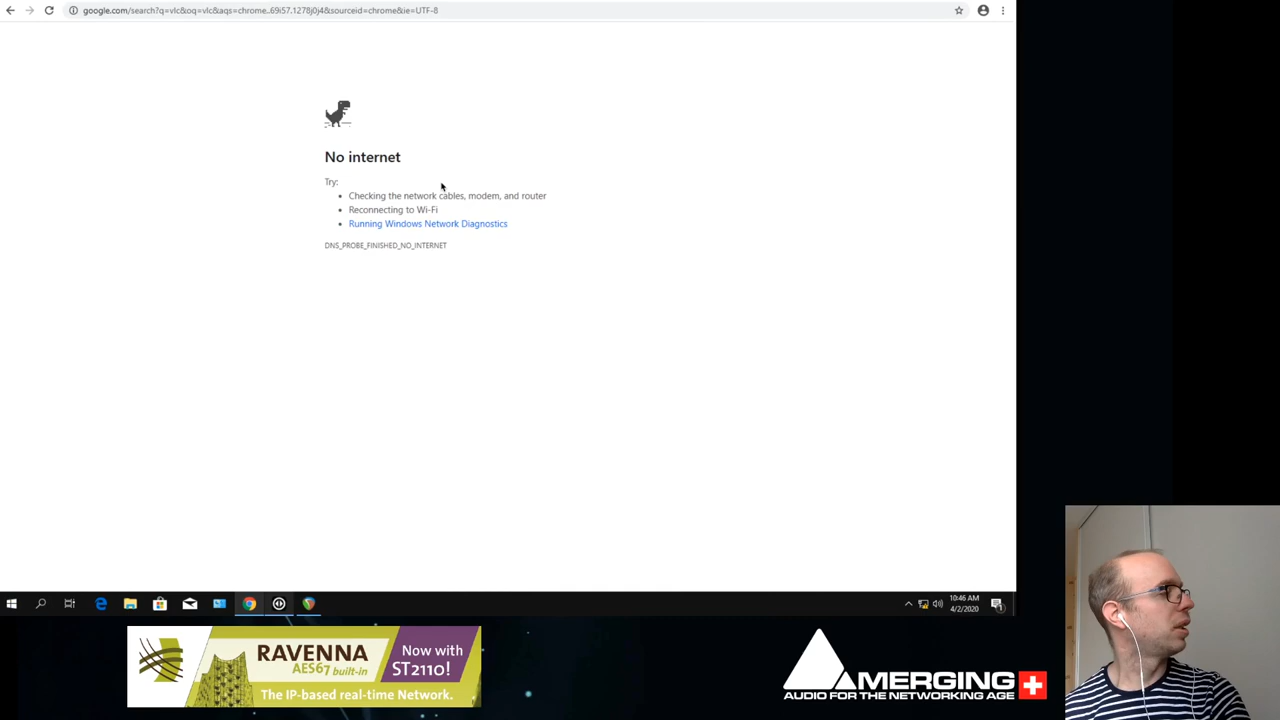 google.com/search?q=vlc&oq=vlc&aqs=chrome..69i57.1278j0j4&sourceid=chrome&ie=UTF-8
No internet
Try:
• Checking the network cables, modem, and router
• Reconnecting to Wi-Fi
• Running Windows Network Diagnostics
DNS_PROBE_FINISHED_NO_INTERNET
10:46 AM
4/2/2020
RAVENNA
AES67 built-in
The IP-based real-time Network.
Now with
ST2110!
MERGING
AUDIO FOR THE NETWORKING AGE